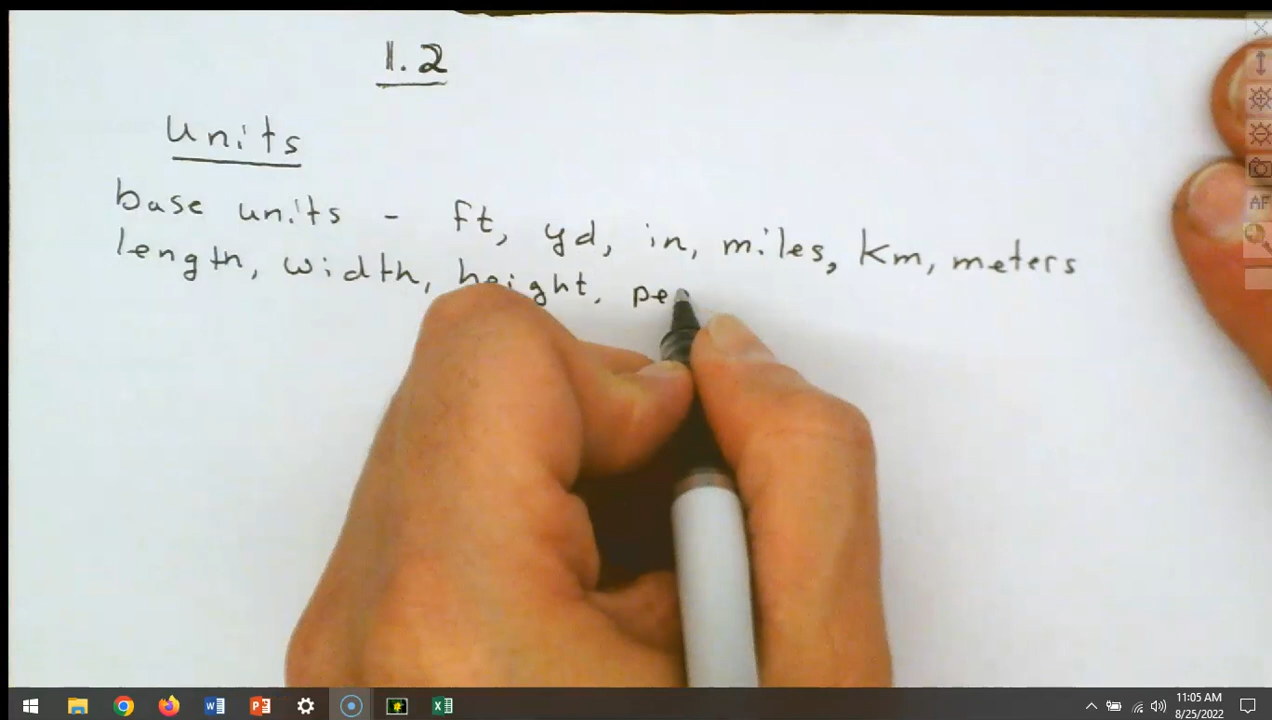 1.2
Units
base units - ft, yd, in, miles, km, meters
length, width, height, pe
AF
11:05 AM
8/25/2022